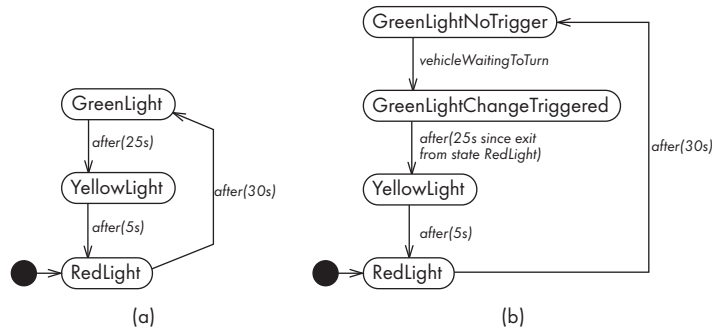 GreenLight
after(25s)
YellowLight
after(5s)
RedLight
after(30s)
(a)
GreenLightNoTrigger
vehicleWaitingToTurn
GreenLightChangeTriggered
after(25s since exit
from state RedLight)
YellowLight
after(5s)
RedLight
after(30s)
(b)